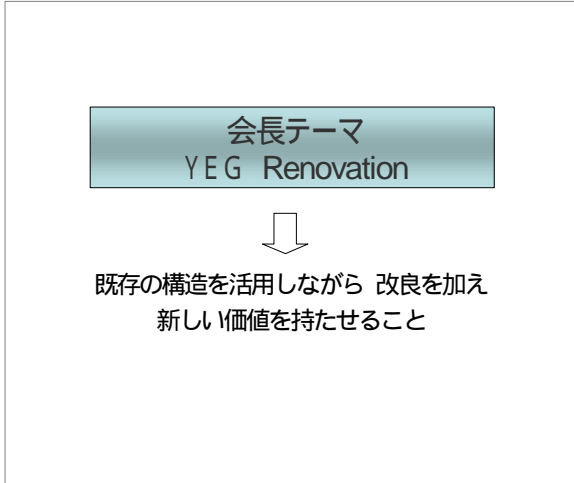 会長テーマ
ＹＥＧ Renovation
既存の構造を活用しながら 改良を加え
新しい価値を持たせること